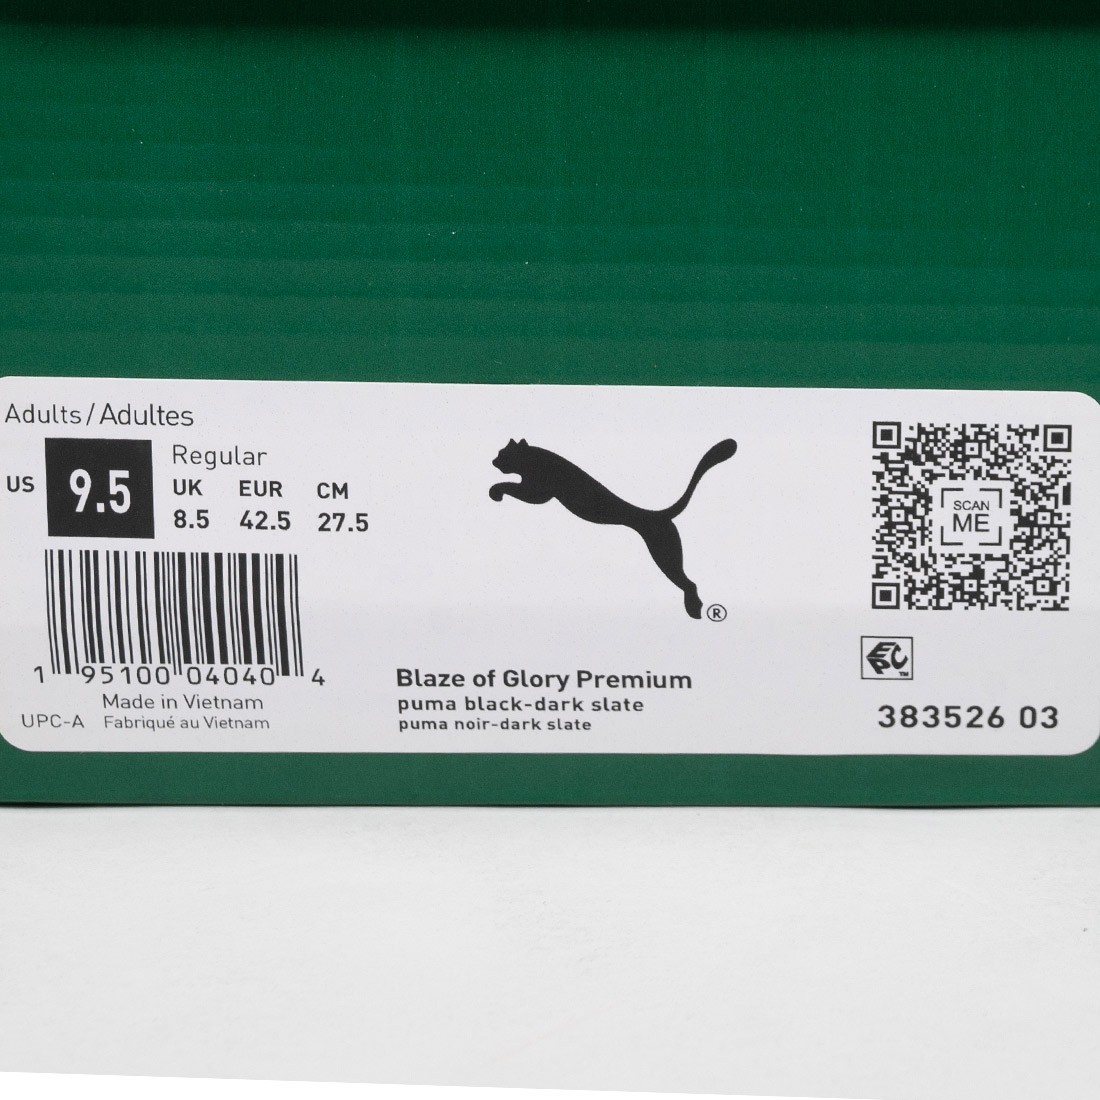 Adults / Adultes
US 9.5
Regular
UK EUR CM
8.5 42.5 27.5
1 95100 04040 4
Made in Vietnam
UPC-A Fabriqué au Vietnam
®
Blaze of Glory Premium
puma black-dark slate
puma noir-dark slate
SCAN
ME
EPC™
383526 03